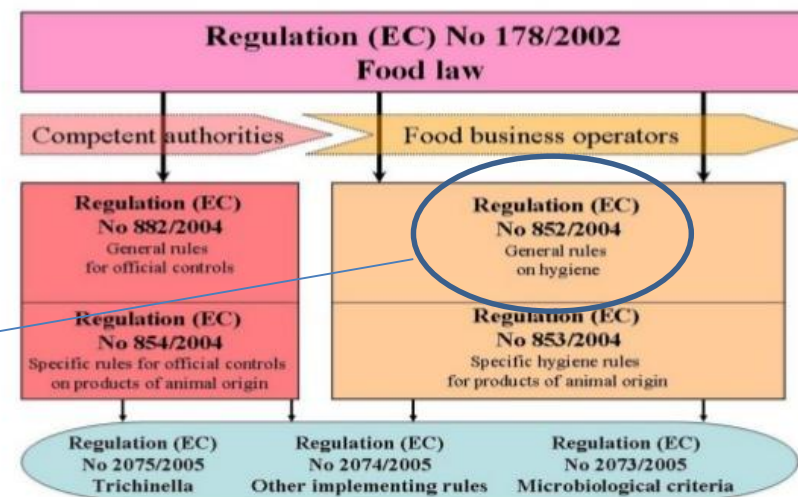 Regulation (EC) No 178/2002
Food law
Competent authorities
Food business operators
Regulation (EC)
No 882/2004
General rules
for official controls
Regulation (EC)
No 852/2004
General rules
on hygiene
Regulation (EC)
No 854/2004
Specific rules for official controls
on products of animal origin
Regulation (EC)
No 853/2004
Specific hygiene rules
for products of animal origin
Regulation (EC)
No 2075/2005
Trichinella
Regulation (EC)
No 2074/2005
Other implementing rules
Regulation (EC)
No 2073/2005
Microbiological criteria